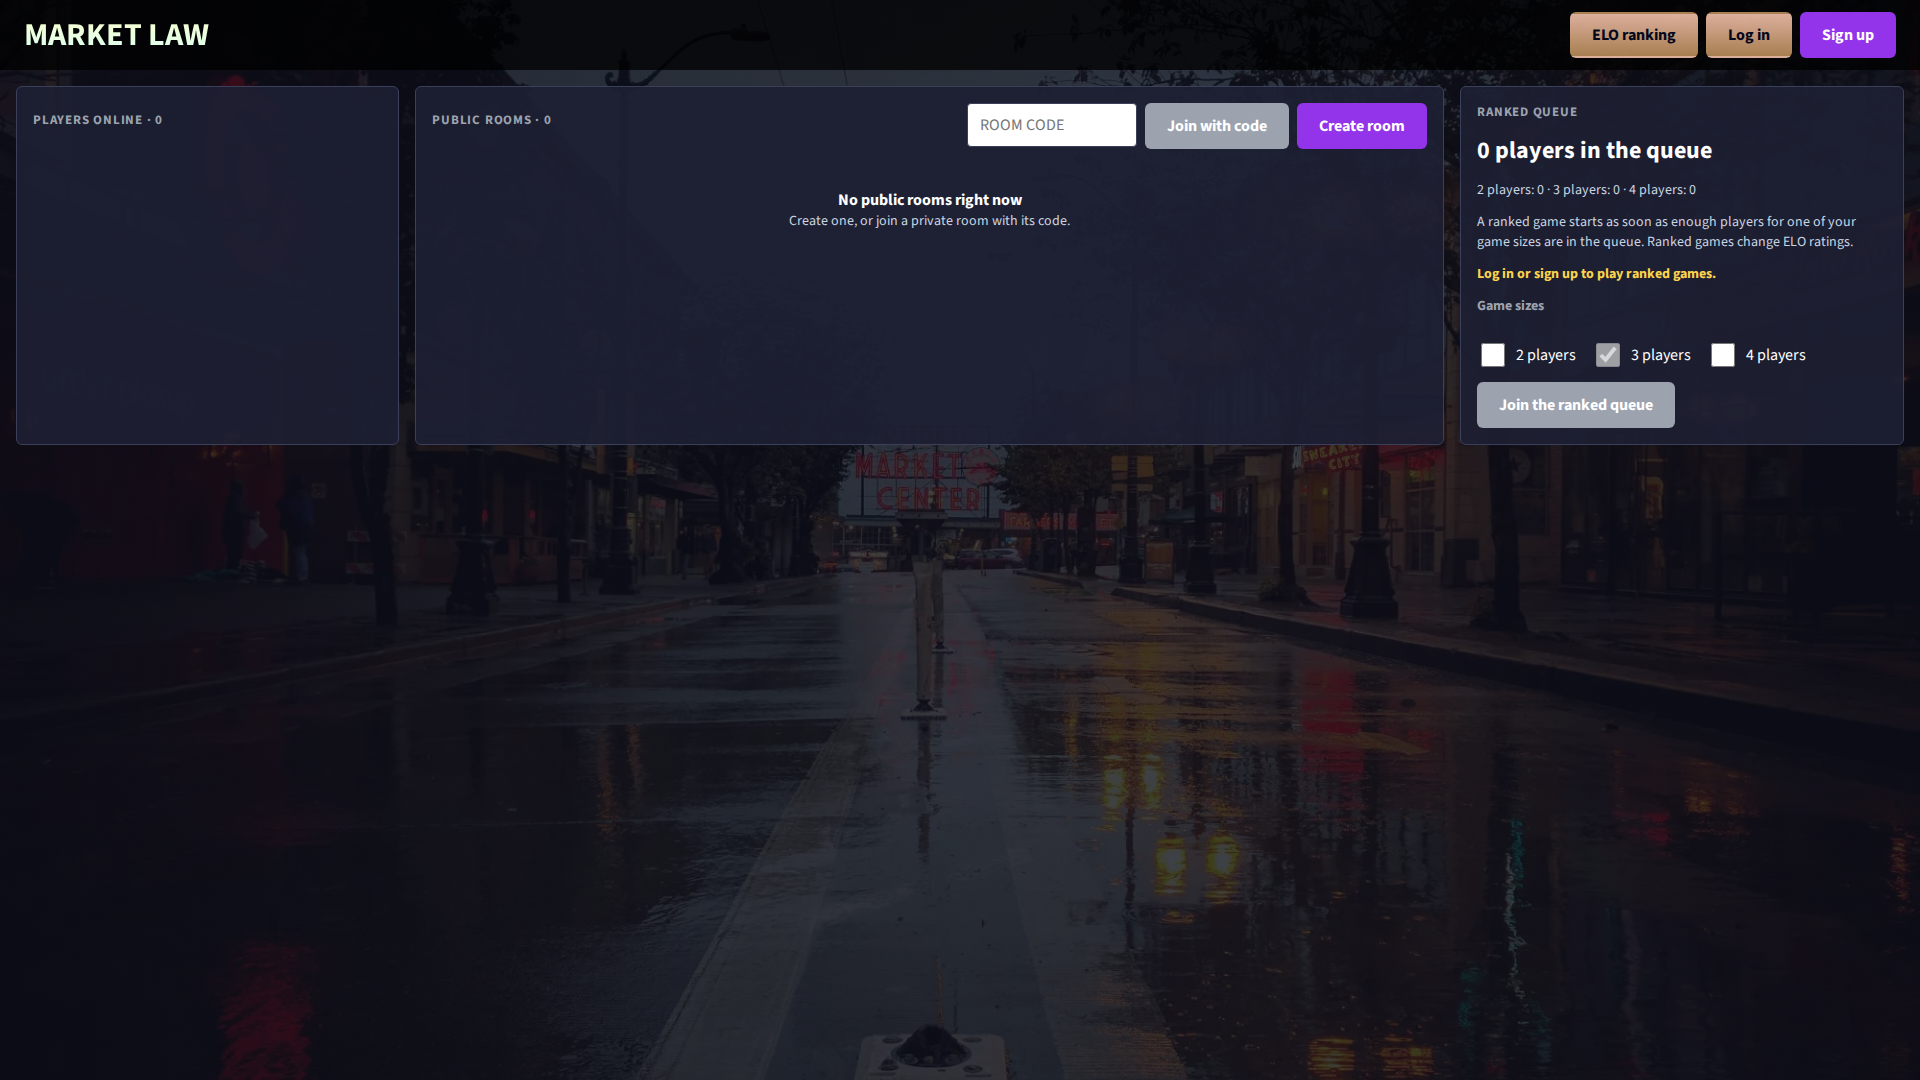 MARKET LAW
ELO ranking
Log in
Sign up
PLAYERS ONLINE · 0
PUBLIC ROOMS · 0
ROOM CODE
Join with code
Create room
No public rooms right now
Create one, or join a private room with its code.
RANKED QUEUE
0 players in the queue
2 players: 0 · 3 players: 0 · 4 players: 0
A ranked game starts as soon as enough players for one of your
game sizes are in the queue. Ranked games change ELO ratings.
Log in or sign up to play ranked games.
Game sizes
2 players
3 players
4 players
Join the ranked queue
MARKET
CENTER
SNEAKER
CITY